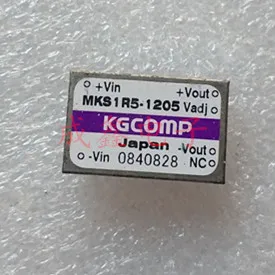 +Vin +Vout
MKS1R5-1205 Vadj
KGCOMP
Japan -Vout
-Vin 0840828 NC